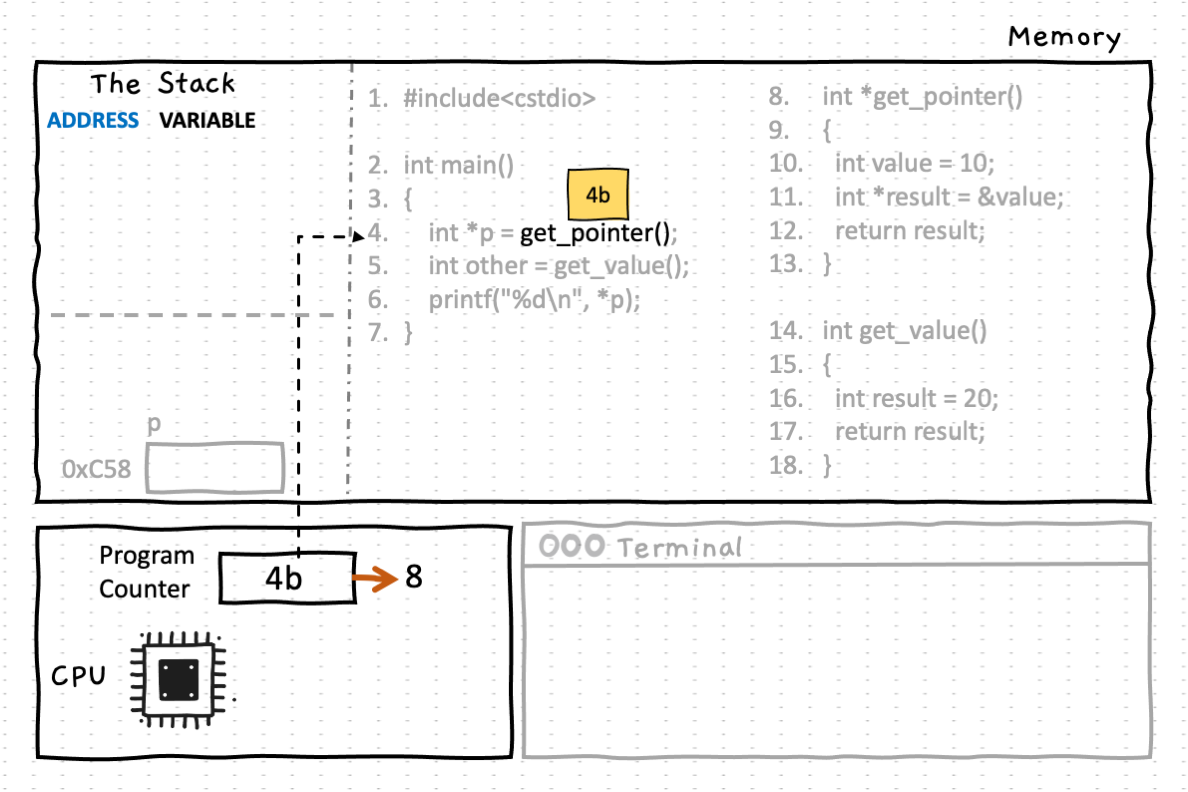 Memory
The Stack
ADDRESS VARIABLE
1. #include<cstdio>
2. int main()
4b
3. {
4. int *p = get_pointer();
5. int other = get_value();
6. printf("%d\n", *p);
7. }
8. int *get_pointer()
9. {
10. int value = 10;
11. int *result = &value;
12. return result;
13. }
14. int get_value()
15. {
16. int result = 20;
17. return result;
18. }
p
0xC58
Program
Counter
4b
8
CPU
Terminal